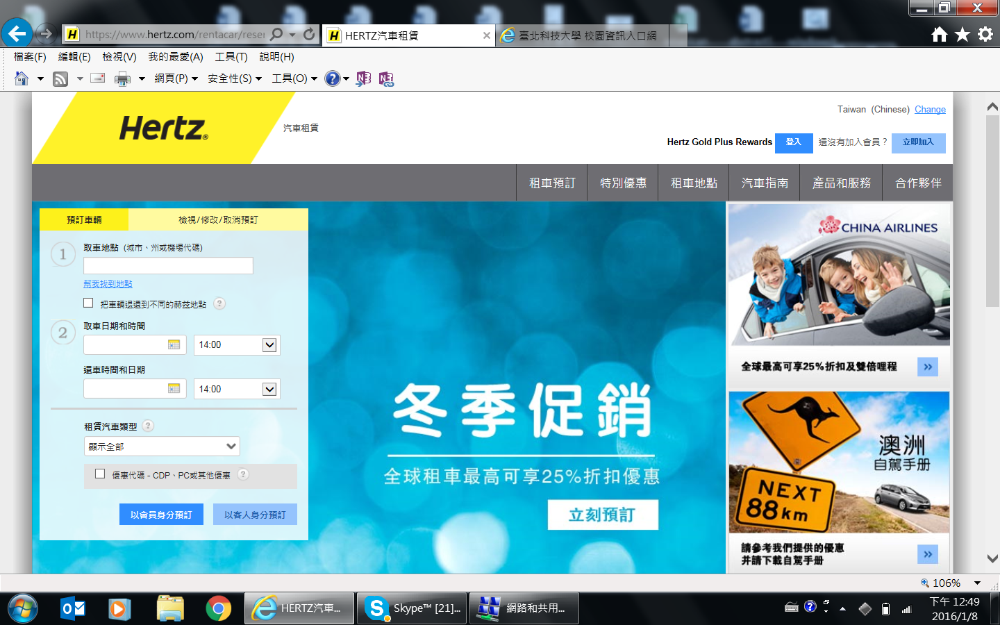 https://www.hertz.com/rentacar/reser
HERTZ汽車租賃
臺北科技大學 校園資訊入口網
檔案(F) 編輯(E) 檢視(V) 我的最愛(A) 工具(T) 說明(H)
網頁(P) 安全性(S) 工具(O)
Hertz
汽車租賃
Taiwan (Chinese) Change
Hertz Gold Plus Rewards 登入 還沒有加入會員？ 立即加入
租車預訂 特別優惠 租車地點 汽車指南 產品和服務 合作夥伴
預訂車輛 檢視/修改/取消預訂
1 取車地點 (城市、州或機場代碼)
幫我找到地點
把車輛退還到不同的赫茲地點 ?
2 取車日期和時間
14:00
還車時間和日期
14:00
租賃汽車類型 ?
顯示全部
優惠代碼 - CDP、PC或其他優惠 ?
以會員身分預訂 以客人身分預訂
冬季促銷
全球租車最高可享25%折扣優惠
立刻預訂
CHINA AIRLINES
全球最高可享25%折扣及雙倍哩程
NEXT
88 km
澳洲
自駕手冊
請參考我們提供的優惠
并請下載自駕手冊
106%
HERTZ汽車...
Skype™ [21]...
網路和共用...
下午 12:49
2016/1/8